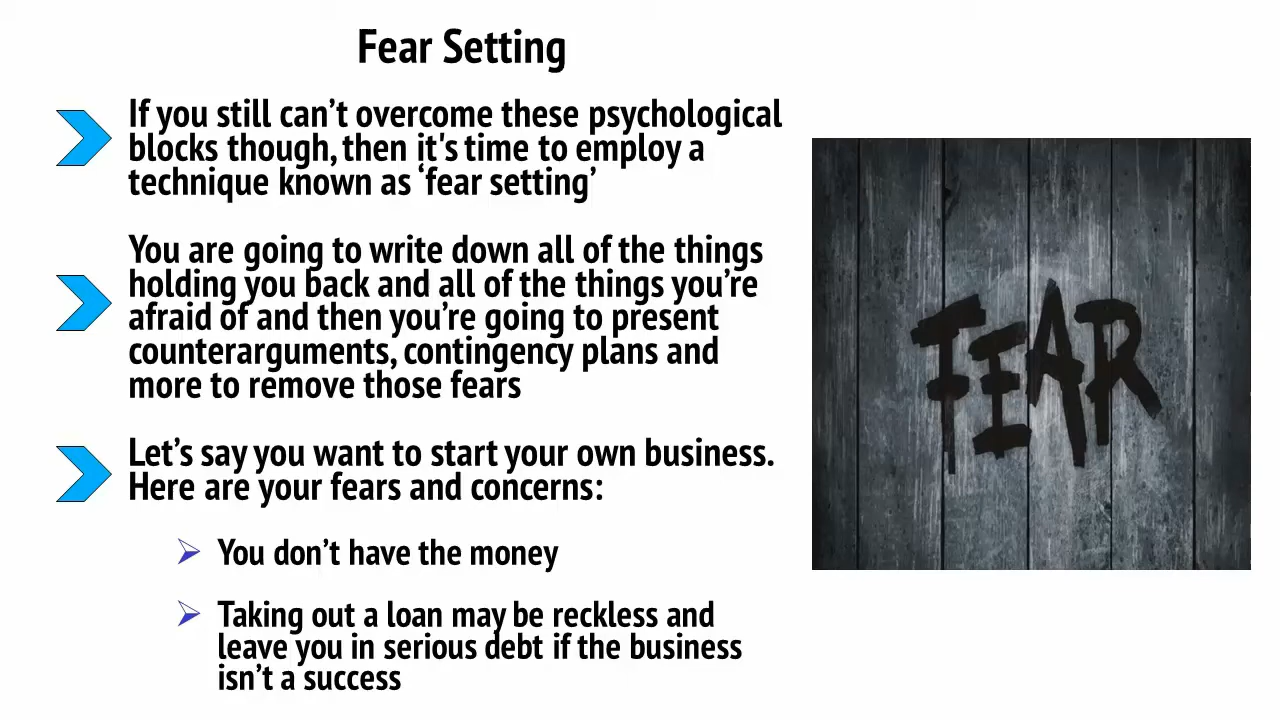 Fear Setting
If you still can’t overcome these psychological
blocks though, then it's time to employ a
technique known as ‘fear setting’
You are going to write down all of the things
holding you back and all of the things you’re
afraid of and then you’re going to present
counterarguments, contingency plans and
more to remove those fears
Let’s say you want to start your own business.
Here are your fears and concerns:
You don’t have the money
Taking out a loan may be reckless and
leave you in serious debt if the business
isn’t a success
FEAR